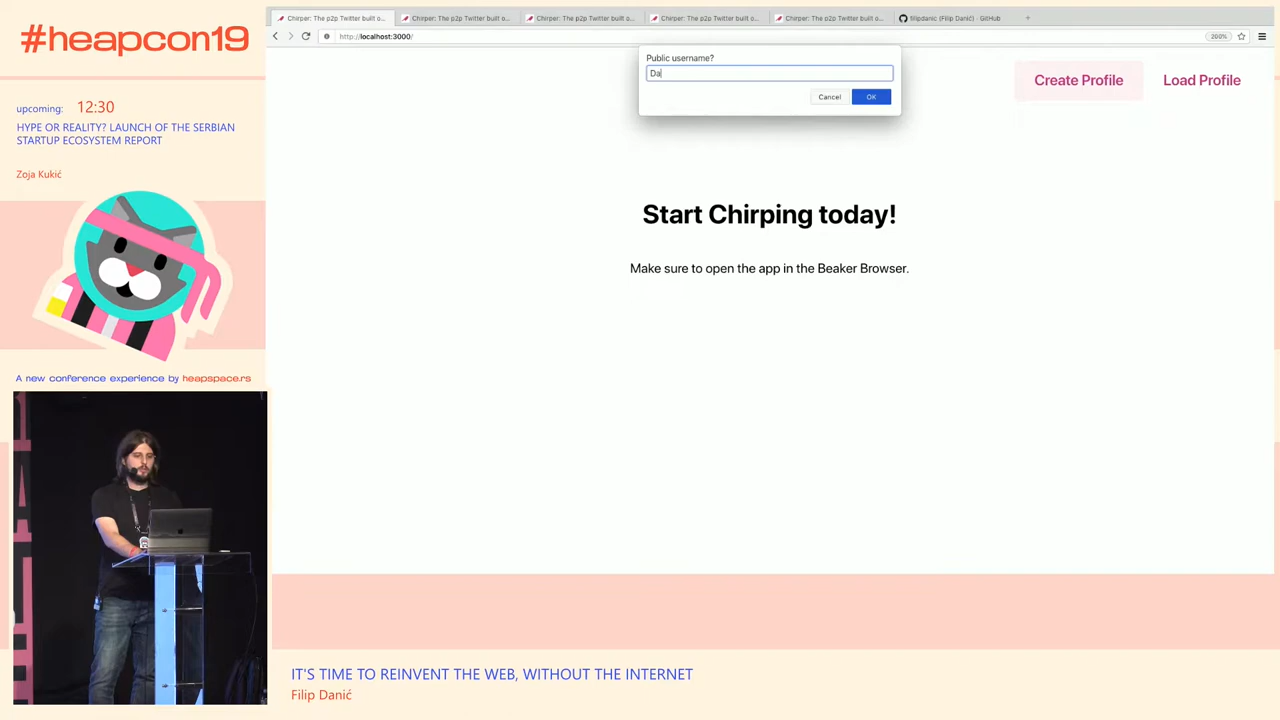 #heapcon19
upcoming: 12:30
HYPE OR REALITY? LAUNCH OF THE SERBIAN
STARTUP ECOSYSTEM REPORT
Zoja Kukić
A new conference experience by heapspace.rs
Chirper: The p2p Twitter built o...
Chirper: The p2p Twitter built o...
Chirper: The p2p Twitter built o...
Chirper: The p2p Twitter built o...
Chirper: The p2p Twitter built o...
filipdanic (Filip Danić) · GitHub
http://localhost:3000/
200%
Public username?
Da
Cancel
OK
Create Profile
Load Profile
Start Chirping today!
Make sure to open the app in the Beaker Browser.
IT'S TIME TO REINVENT THE WEB, WITHOUT THE INTERNET
Filip Danić